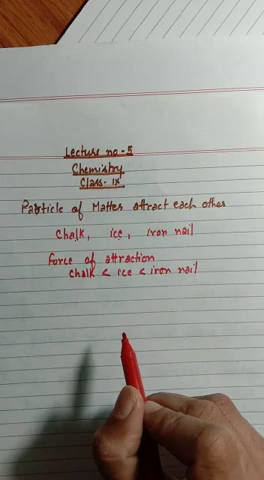 Lecture no-5
Chemistry
Class-IX
Particle of Matter attract each other
Chalk, ice, iron nail
Force of attraction
Chalk < ice < iron nail